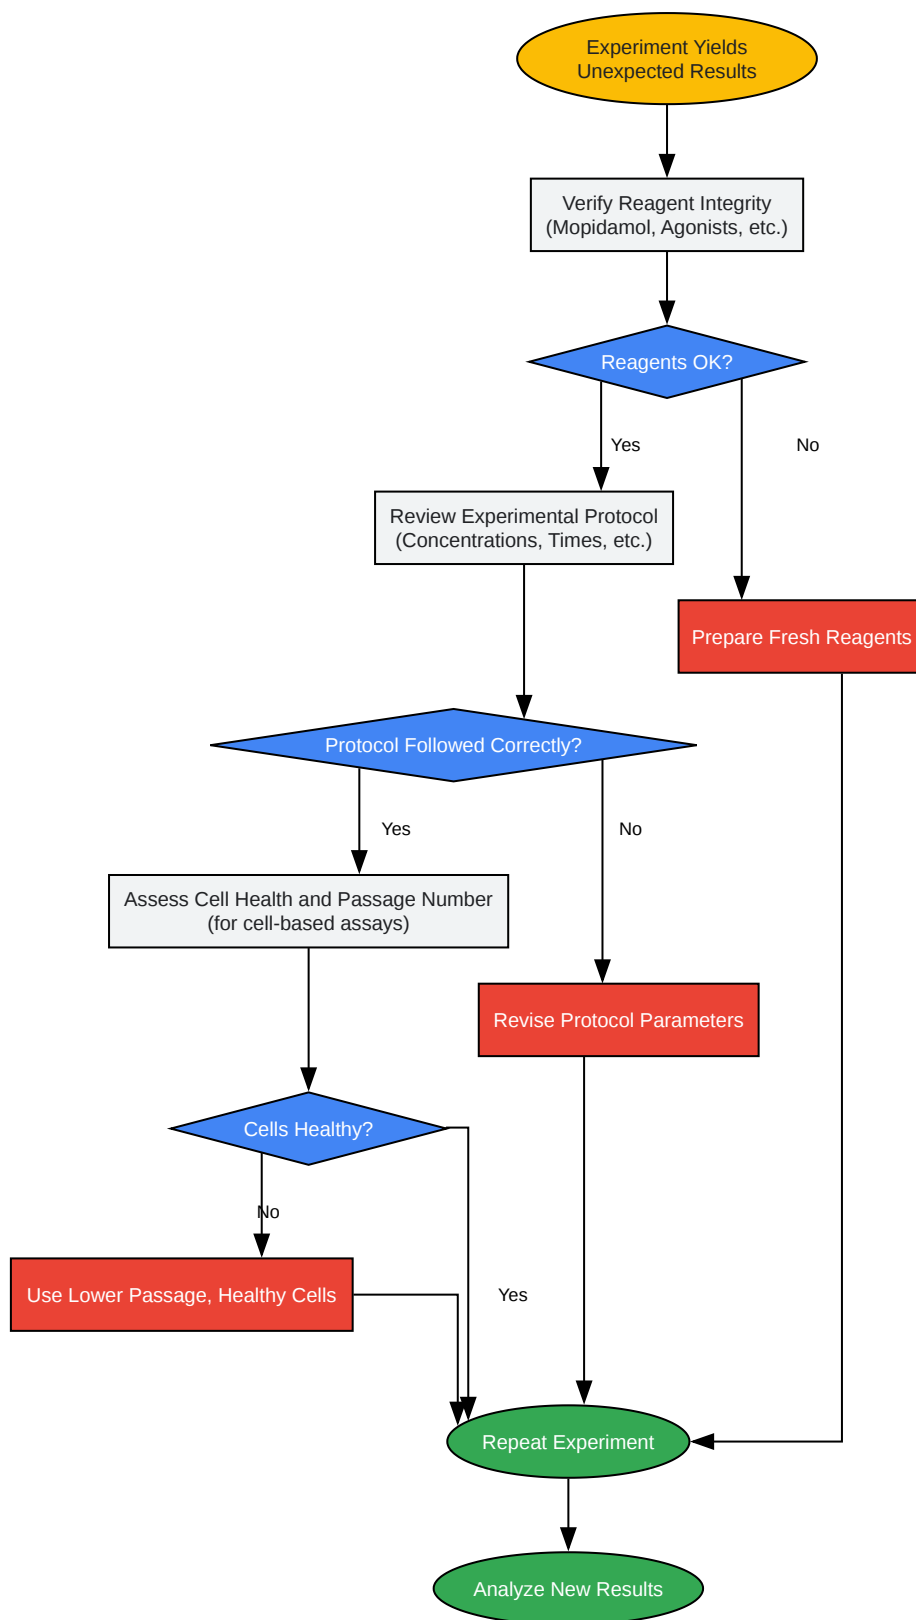 Experiment Yields
Unexpected Results
Verify Reagent Integrity
(Mopidamol, Agonists, etc.)
Reagents OK?
Yes
No
Review Experimental Protocol
(Concentrations, Times, etc.)
Prepare Fresh Reagents
Protocol Followed Correctly?
Yes
No
Assess Cell Health and Passage Number
(for cell-based assays)
Revise Protocol Parameters
Cells Healthy?
No
Use Lower Passage, Healthy Cells
Yes
Repeat Experiment
Analyze New Results